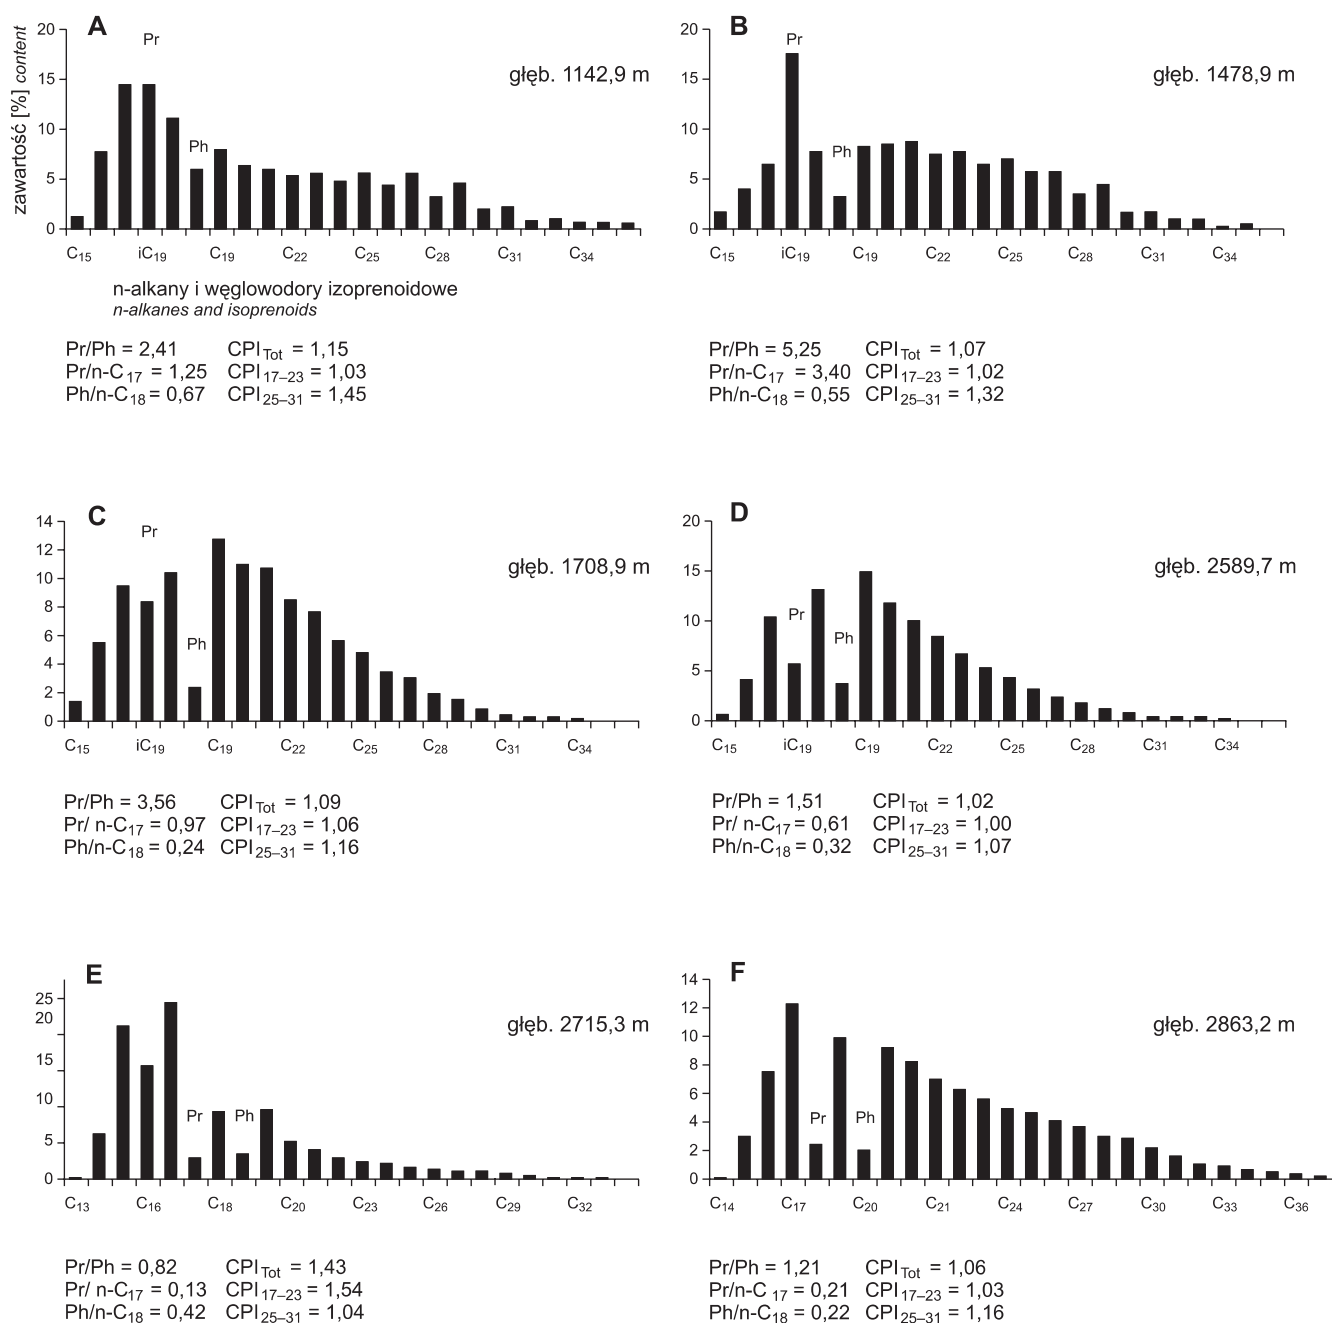 A
B
20
15
10
5
0
zawartość [%] content
Pr
Ph
głęb. 1142,9 m
C15 iC19 C19 C22 C25 C28 C31 C34
n-alkany i węglowodory izoprenoidowe
n-alkanes and isoprenoids
Pr/Ph = 2,41 CPITot = 1,15
Pr/n-C17 = 1,25 CPI17–23 = 1,03
Ph/n-C18 = 0,67 CPI25–31 = 1,45
20
15
10
5
0
Pr
Ph
głęb. 1478,9 m
C15 iC19 C19 C22 C25 C28 C31 C34
Pr/Ph = 5,25 CPITot = 1,07
Pr/n-C17 = 3,40 CPI17–23 = 1,02
Ph/n-C18 = 0,55 CPI25–31 = 1,32
C
14
12
10
8
6
4
2
0
Pr
Ph
głęb. 1708,9 m
C15 iC19 C19 C22 C25 C28 C31 C34
Pr/Ph = 3,56 CPITot = 1,09
Pr/ n-C17 = 0,97 CPI17–23 = 1,06
Ph/n-C18 = 0,24 CPI25–31 = 1,16
D
20
15
10
5
0
Pr
Ph
głęb. 2589,7 m
C15 iC19 C19 C22 C25 C28 C31 C34
Pr/Ph = 1,51 CPITot = 1,02
Pr/ n-C17 = 0,61 CPI17–23 = 1,00
Ph/n-C18 = 0,32 CPI25–31 = 1,07
E
25
20
15
10
5
0
Pr
Ph
głęb. 2715,3 m
C13 C16 C18 C20 C23 C26 C29 C32
Pr/Ph = 0,82 CPITot = 1,43
Pr/ n-C17 = 0,13 CPI17–23 = 1,54
Ph/n-C18 = 0,42 CPI25–31 = 1,04
F
14
12
10
8
6
4
2
0
Pr
Ph
głęb. 2863,2 m
C14 C17 C20 C21 C24 C27 C30 C33 C36
Pr/Ph = 1,21 CPITot = 1,06
Pr/n-C 17 = 0,21 CPI17–23 = 1,03
Ph/n-C18 = 0,22 CPI25–31 = 1,16